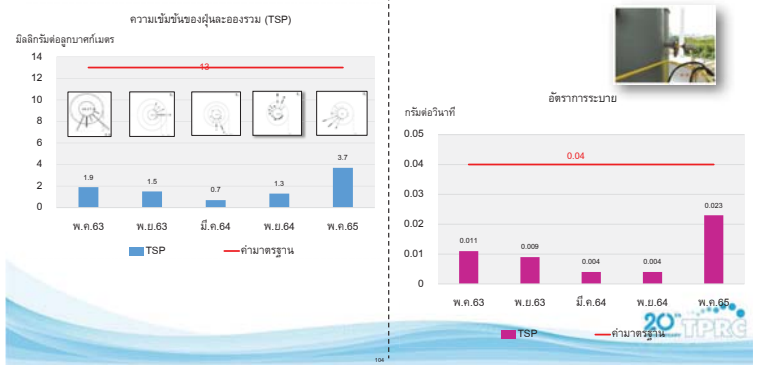 ความเข้มข้นของฝุ่นละอองรวม (TSP)
มิลลิกรัมต่อลูกบาศก์เมตร
14
12
10
8
6
4
2
0
13
1.9
1.5
0.7
1.3
3.7
พ.ค.63
พ.ย.63
มี.ค.64
พ.ย.64
พ.ค.65
TSP
ค่ามาตรฐาน
อัตราการระบาย
กรัมต่อวินาที
0.05
0.04
0.03
0.02
0.01
0
0.04
0.011
0.009
0.004
0.004
0.023
พ.ค.63
พ.ย.63
มี.ค.64
พ.ย.64
พ.ค.65
TSP
ค่ามาตรฐาน
20
TPRC
104